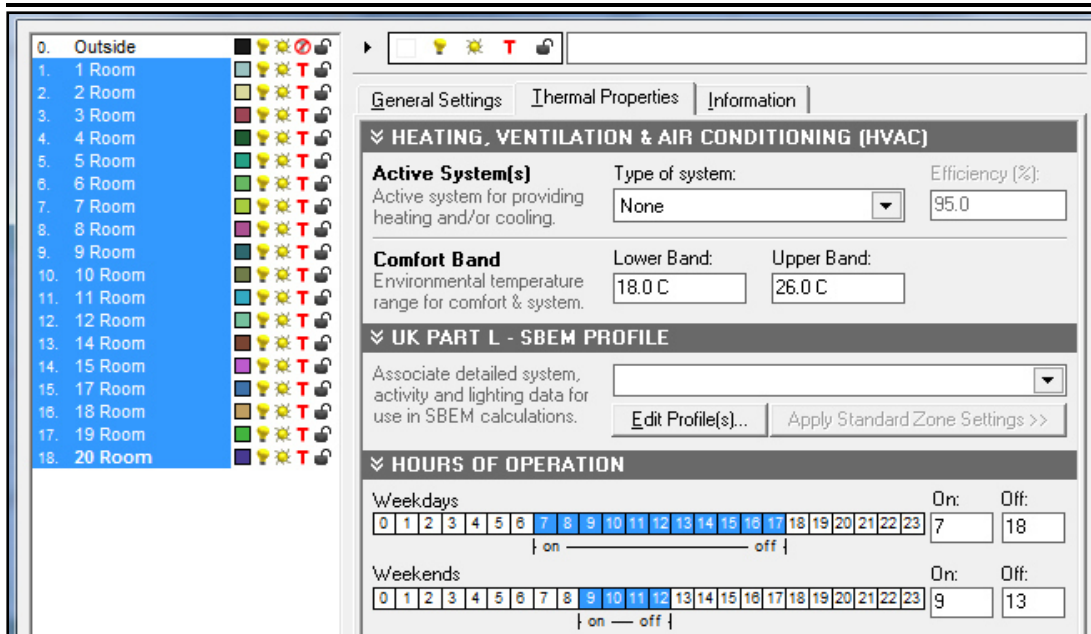 0. Outside
1. 1 Room
2. 2 Room
3. 3 Room
4. 4 Room
5. 5 Room
6. 6 Room
7. 7 Room
8. 8 Room
9. 9 Room
10. 10 Room
11. 11 Room
12. 12 Room
13. 14 Room
14. 15 Room
15. 17 Room
16. 18 Room
17. 19 Room
18. 20 Room
General Settings Thermal Properties Information
HEATING, VENTILATION & AIR CONDITIONING (HVAC)
Active System(s) Type of system: Efficiency (%):
Active system for providing
heating and/or cooling.
None 95.0
Comfort Band Lower Band: Upper Band:
Environmental temperature
range for comfort & system.
18.0 C 26.0 C
UK PART L - SBEM PROFILE
Associate detailed system,
activity and lighting data for
use in SBEM calculations.
Edit Profile(s)... Apply Standard Zone Settings >>
HOURS OF OPERATION
Weekdays On: Off:
0 1 2 3 4 5 6 7 8 9 10 11 12 13 14 15 16 17 18 19 20 21 22 23 7 18
on off
Weekends On: Off:
0 1 2 3 4 5 6 7 8 9 10 11 12 13 14 15 16 17 18 19 20 21 22 23 9 13
on off